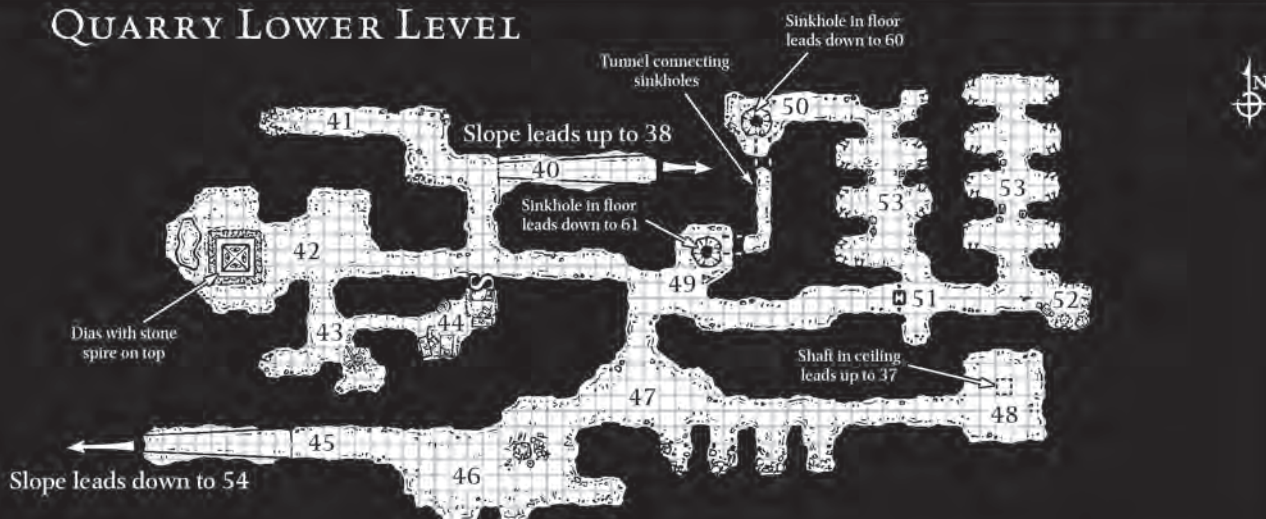 QUARRY LOWER LEVEL
Sinkhole in floor
leads down to 60
Tunnel connecting
sinkholes
N
41
Slope leads up to 38
50
40
53
53
Sinkhole in floor
leads down to 61
42
49
S
51
52
Dias with stone
spire on top
43
44
Shaft in ceiling
leads up to 37
47
48
45
46
Slope leads down to 54